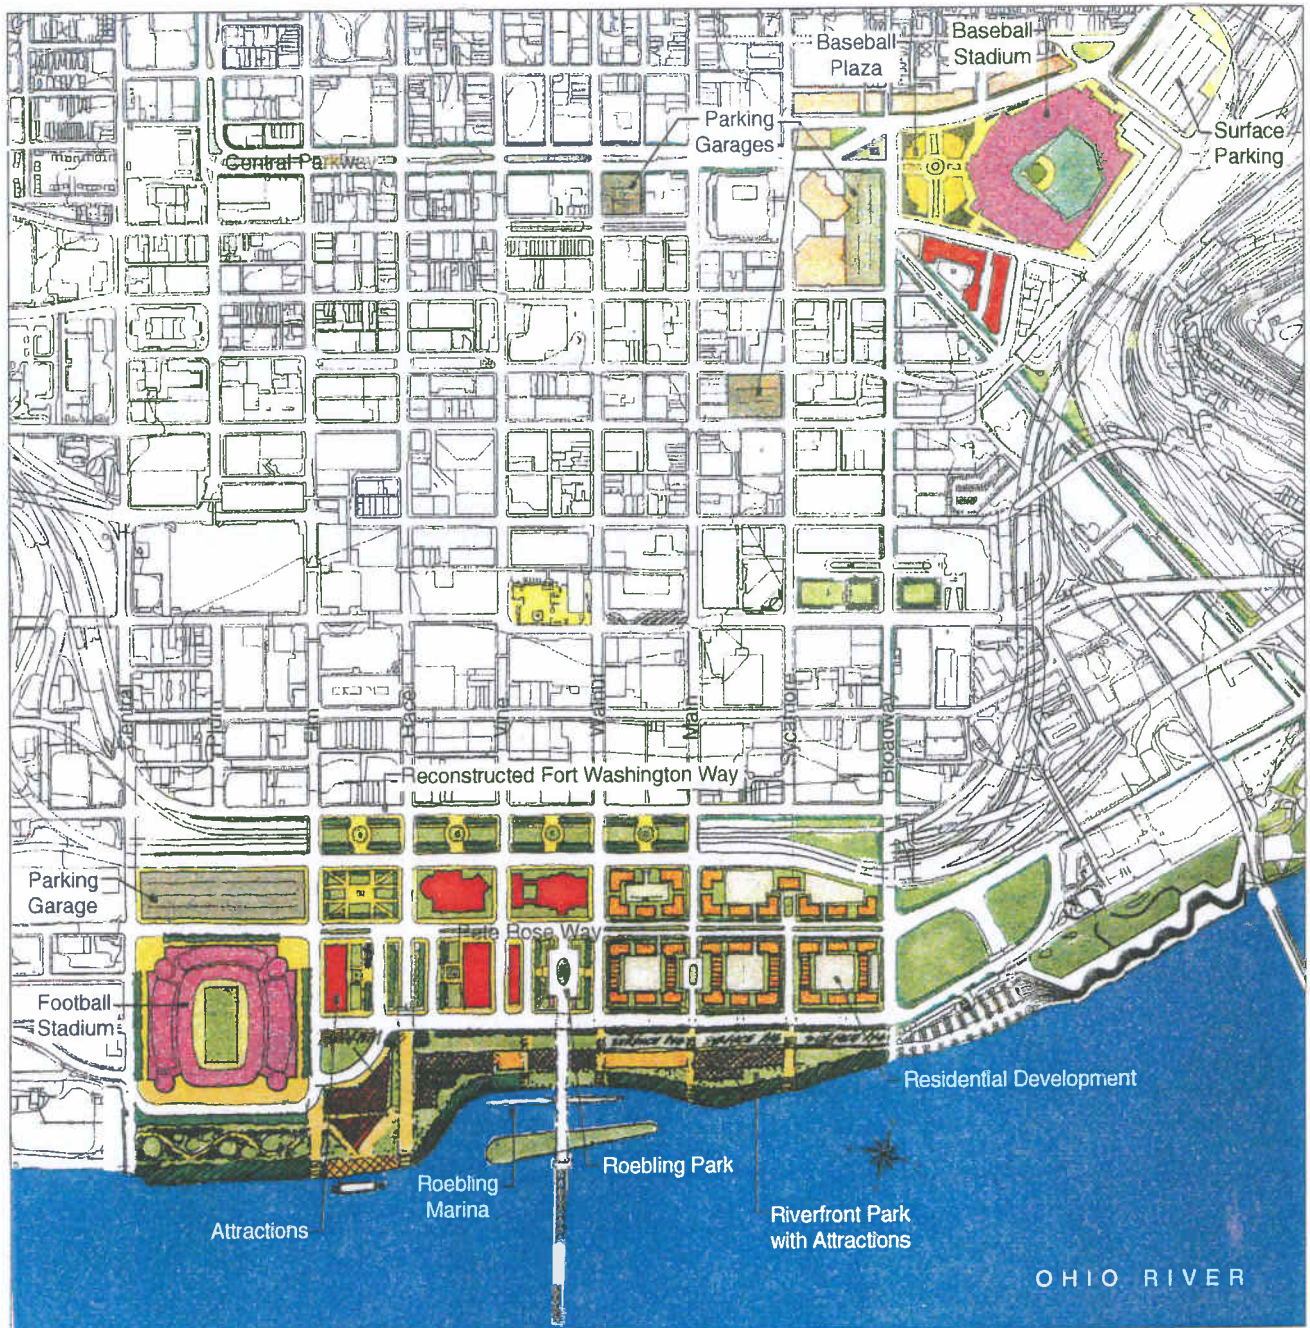 Baseball
Plaza
Baseball
Stadium
Parking
Garages
Surface
Parking
Central Parkway
Plum
Elm
Race
Vine
Walnut
Main
Sycamore
Broadway
Reconstructed Fort Washington Way
Parking
Garage
Pete Rose Way
Football
Stadium
Residential Development
Roebling Park
Roebling
Marina
Attractions
Riverfront Park
with Attractions
OHIO RIVER